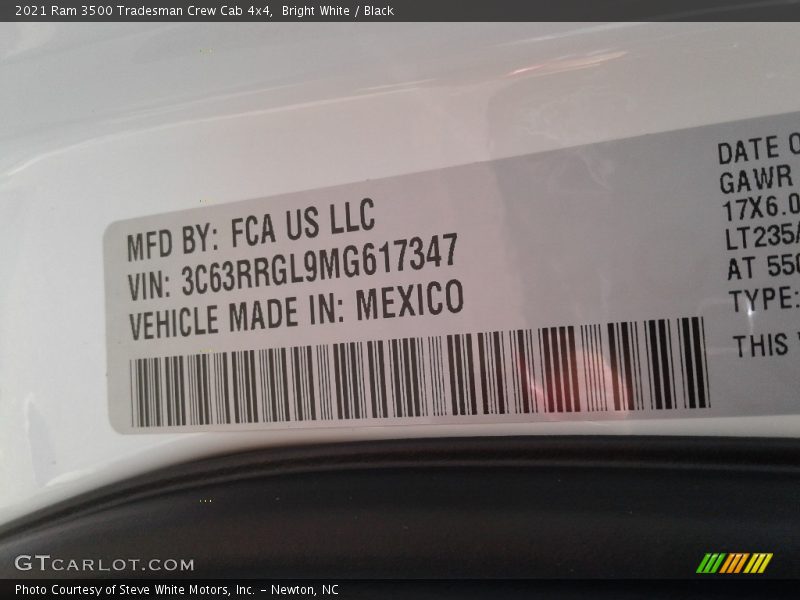 2021 Ram 3500 Tradesman Crew Cab 4x4, Bright White / Black
MFD BY: FCA US LLC
VIN: 3C63RRGL9MG617347
VEHICLE MADE IN: MEXICO
DATE
GAWR
17X6.0
LT235/
AT 550
TYPE:
THIS
GTCARLOT.COM
Photo Courtesy of Steve White Motors, Inc. – Newton, NC